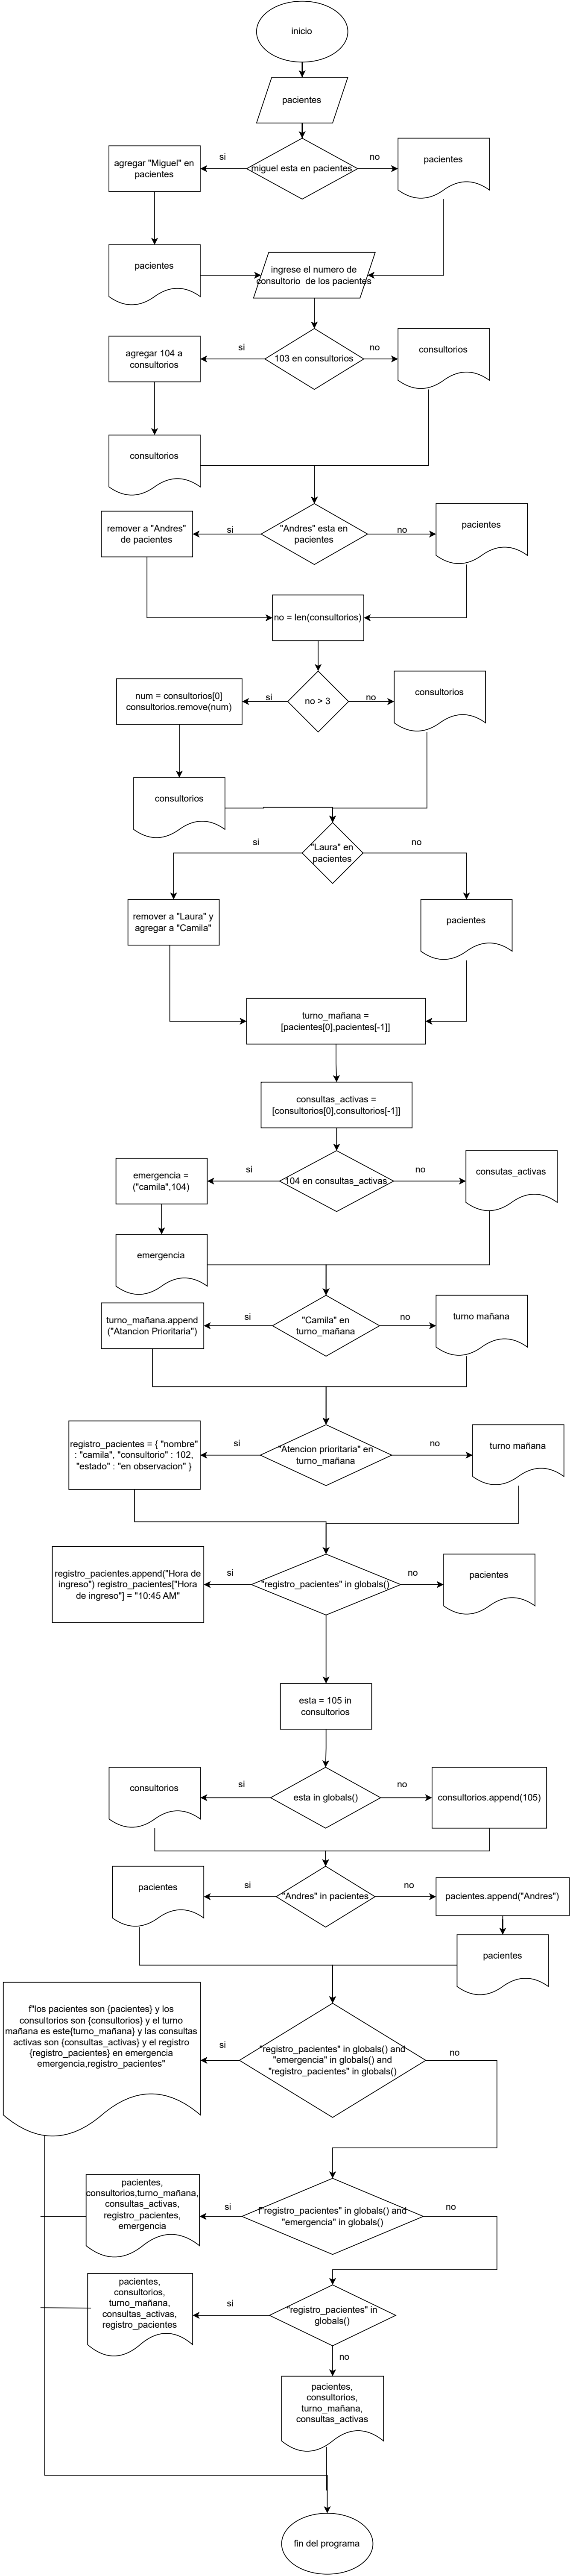 inicio
pacientes
miguel esta en pacientes
si
no
agregar "Miguel" en
pacientes
pacientes
pacientes
ingrese el numero de
consultorio  de los pacientes
103 en consultorios
si
no
agregar 104 a
consultorios
consultorios
consultorios
"Andres" esta en
pacientes
si
no
remover a "Andres"
de pacientes
pacientes
no = len(consultorios)
no > 3
si
no
num = consultorios[0]
consultorios.remove(num)
consultorios
consultorios
"Laura" en
pacientes
si
no
remover a "Laura" y
agregar a "Camila"
pacientes
turno_mañana =
[pacientes[0],pacientes[-1]]
consultas_activas =
[consultorios[0],consultorios[-1]]
104 en consultas_activas
si
no
emergencia =
("camila",104)
consutas_activas
emergencia
"Camila" en
turno_mañana
si
no
turno_mañana.append
("Atancion Prioritaria")
turno mañana
"Atencion prioritaria" en
turno_mañana
si
no
registro_pacientes = { "nombre"
: "camila", "consultorio" : 102,
"estado" : "en observacion" }
turno mañana
"registro_pacientes" in globals()
si
no
registro_pacientes.append("Hora de
ingreso") registro_pacientes["Hora
de ingreso"] = "10:45 AM"
pacientes
esta = 105 in
consultorios
esta in globals()
si
no
consultorios
consultorios.append(105)
"Andres" in pacientes
si
no
pacientes
pacientes.append("Andres")
pacientes
"registro_pacientes" in globals() and
"emergencia" in globals() and
"registro_pacientes" in globals()
si
no
f"los pacientes son {pacientes} y los
consultorios son {consultorios} y el turno
mañana es este{turno_mañana} y las consultas
activas son {consultas_activas} y el registro
{registro_pacientes} en emergencia
emergencia,registro_pacientes"
f"registro_pacientes" in globals() and
"emergencia" in globals()
si
no
pacientes,
consultorios,turno_mañana,
consultas_activas,
registro_pacientes,
emergencia
"registro_pacientes" in
globals()
si
no
pacientes,
consultorios,
turno_mañana,
consultas_activas,
registro_pacientes
pacientes,
consultorios,
turno_mañana,
consultas_activas
fin del programa